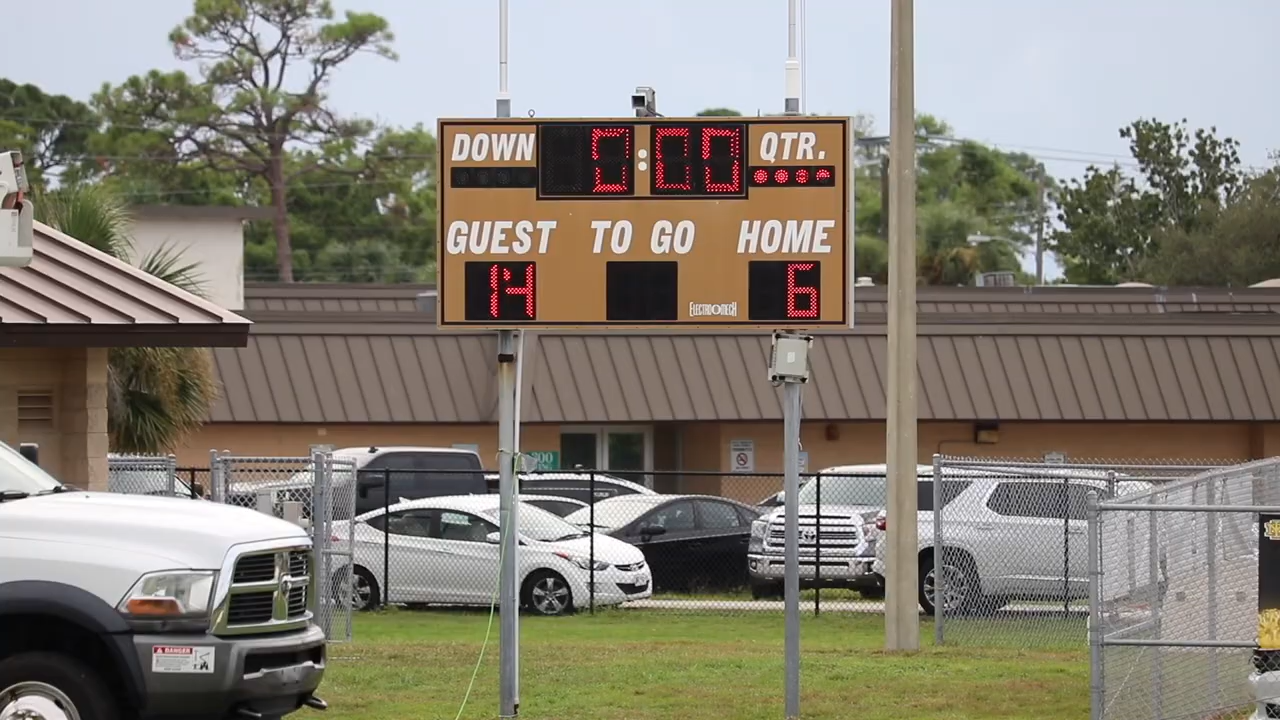 DOWN 0:00 QTR.
GUEST TO GO HOME
14 6
ELECTRO-MECH
DANGER